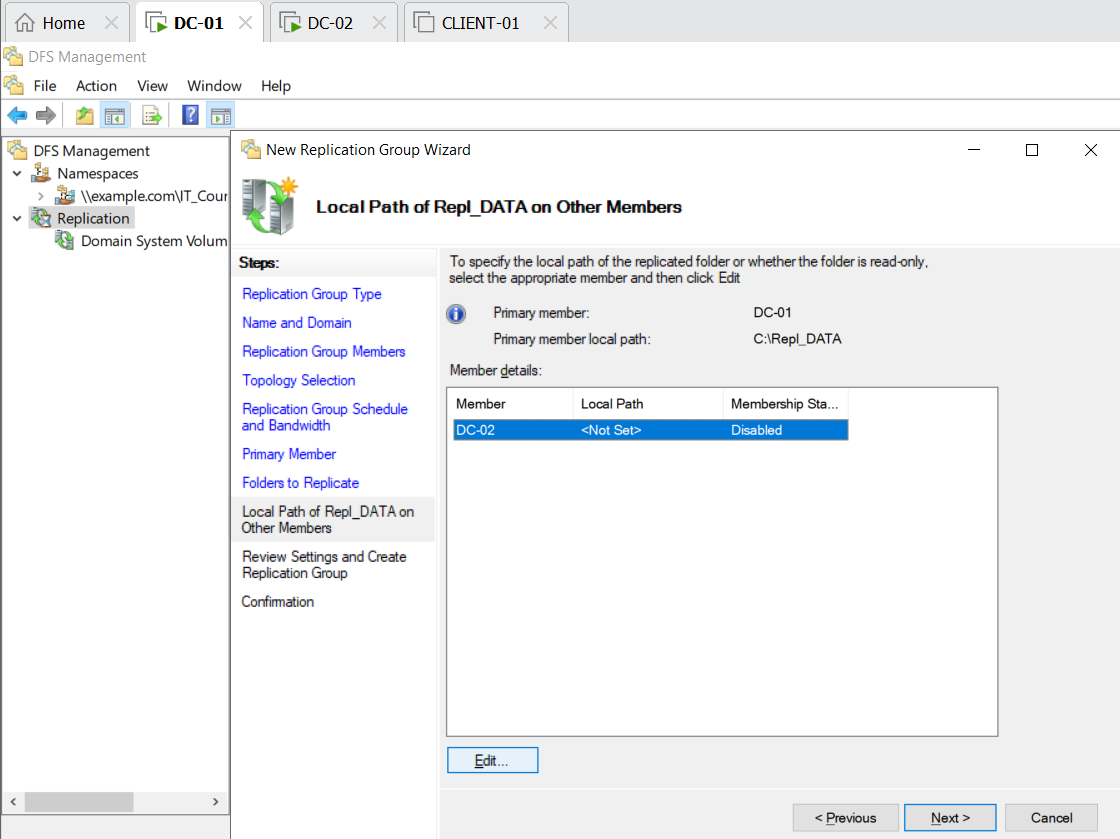 Home
DC-01
DC-02
CLIENT-01
DFS Management
File Action View Window Help
DFS Management
Namespaces
\\example.com\IT_Cour
Replication
Domain System Volum
New Replication Group Wizard
Local Path of Repl_DATA on Other Members
Steps:
Replication Group Type
Name and Domain
Replication Group Members
Topology Selection
Replication Group Schedule
and Bandwidth
Primary Member
Folders to Replicate
Local Path of Repl_DATA on
Other Members
Review Settings and Create
Replication Group
Confirmation
To specify the local path of the replicated folder or whether the folder is read-only,
select the appropriate member and then click Edit
Primary member: DC-01
Primary member local path: C:\Repl_DATA
Member details:
Member Local Path Membership Sta...
DC-02 <Not Set> Disabled
Edit...
< Previous Next > Cancel